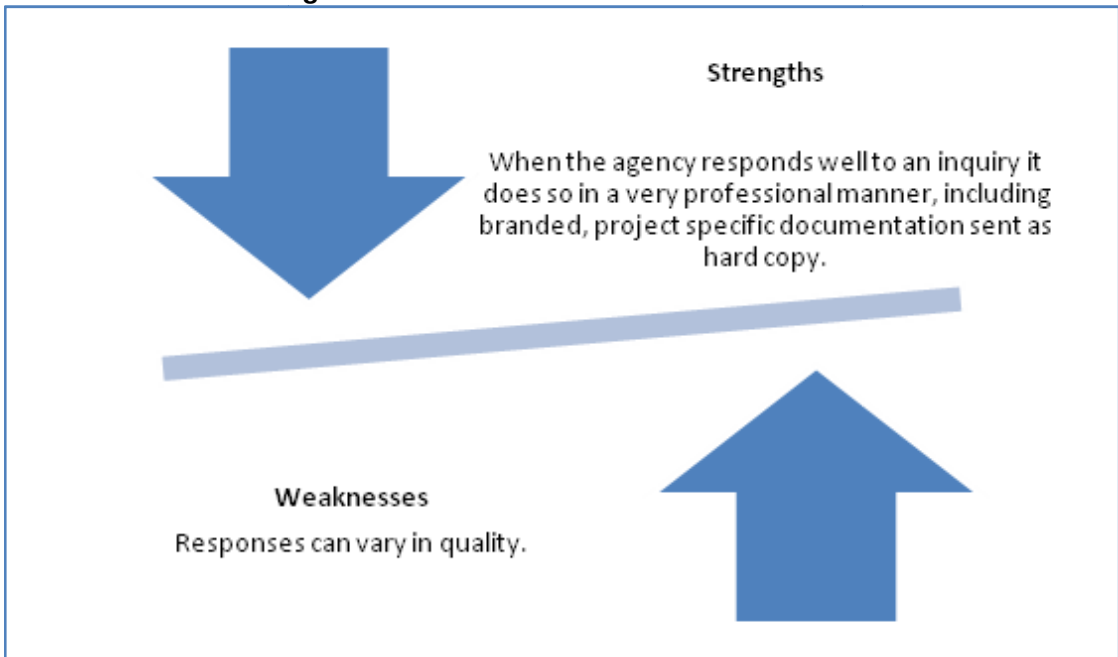 Strengths
When the agency responds well to an inquiry it
does so in a very professional manner, including
branded, project specific documentation sent as
hard copy.
Weaknesses
Responses can vary in quality.